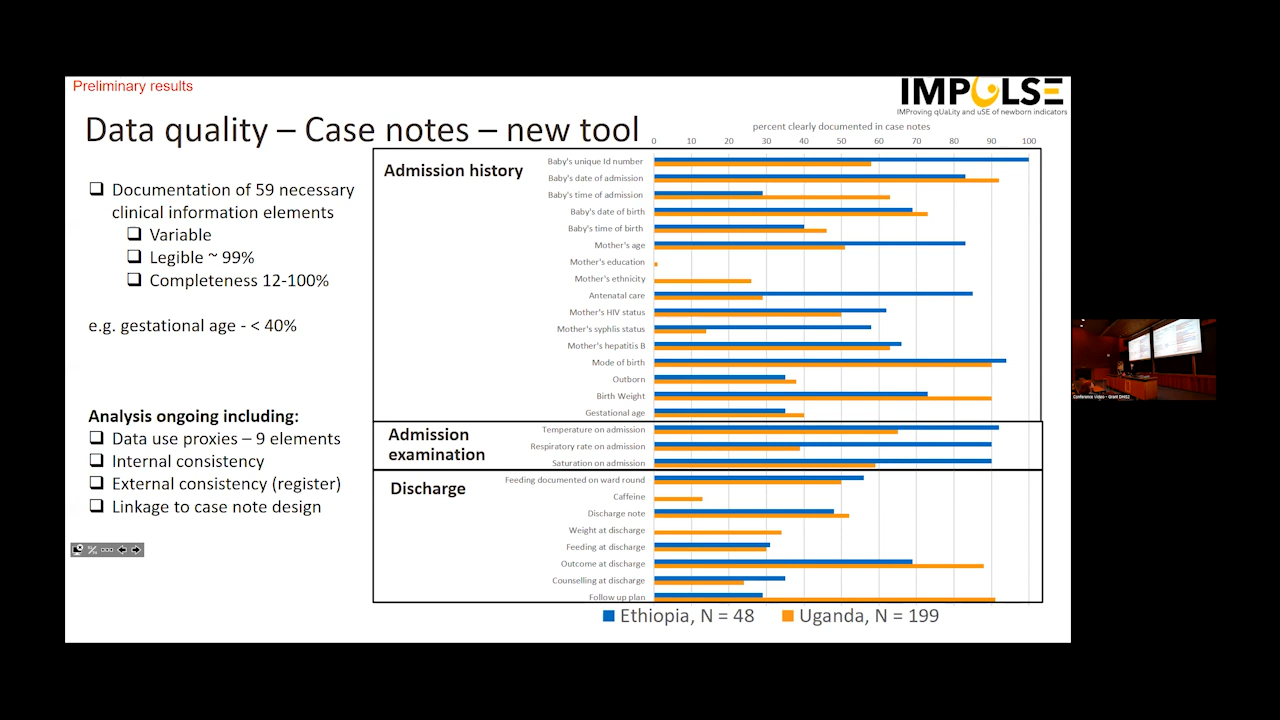 Preliminary results
IMPULSE
IMProving qUaLity and uSE of newborn indicators
Data quality – Case notes – new tool
Documentation of 59 necessary
clinical information elements
Variable
Legible ~ 99%
Completeness 12-100%
e.g. gestational age - < 40%
Analysis ongoing including:
Data use proxies – 9 elements
Internal consistency
External consistency (register)
Linkage to case note design
percent clearly documented in case notes
0 10 20 30 40 50 60 70 80 90 100
Admission history
Baby's unique Id number
Baby's date of admission
Baby's time of admission
Baby's date of birth
Baby's time of birth
Mother's age
Mother's education
Mother's ethnicity
Antenatal care
Mother's HIV status
Mother's syphlis status
Mother's hepatitis B
Mode of birth
Outborn
Birth Weight
Gestational age
Admission
examination
Temperature on admission
Respiratory rate on admission
Saturation on admission
Discharge
Feeding documented on ward round
Caffeine
Discharge note
Weight at discharge
Feeding at discharge
Outcome at discharge
Counselling at discharge
Follow up plan
Ethiopia, N = 48
Uganda, N = 199
Conference Video - Grant DHIS2